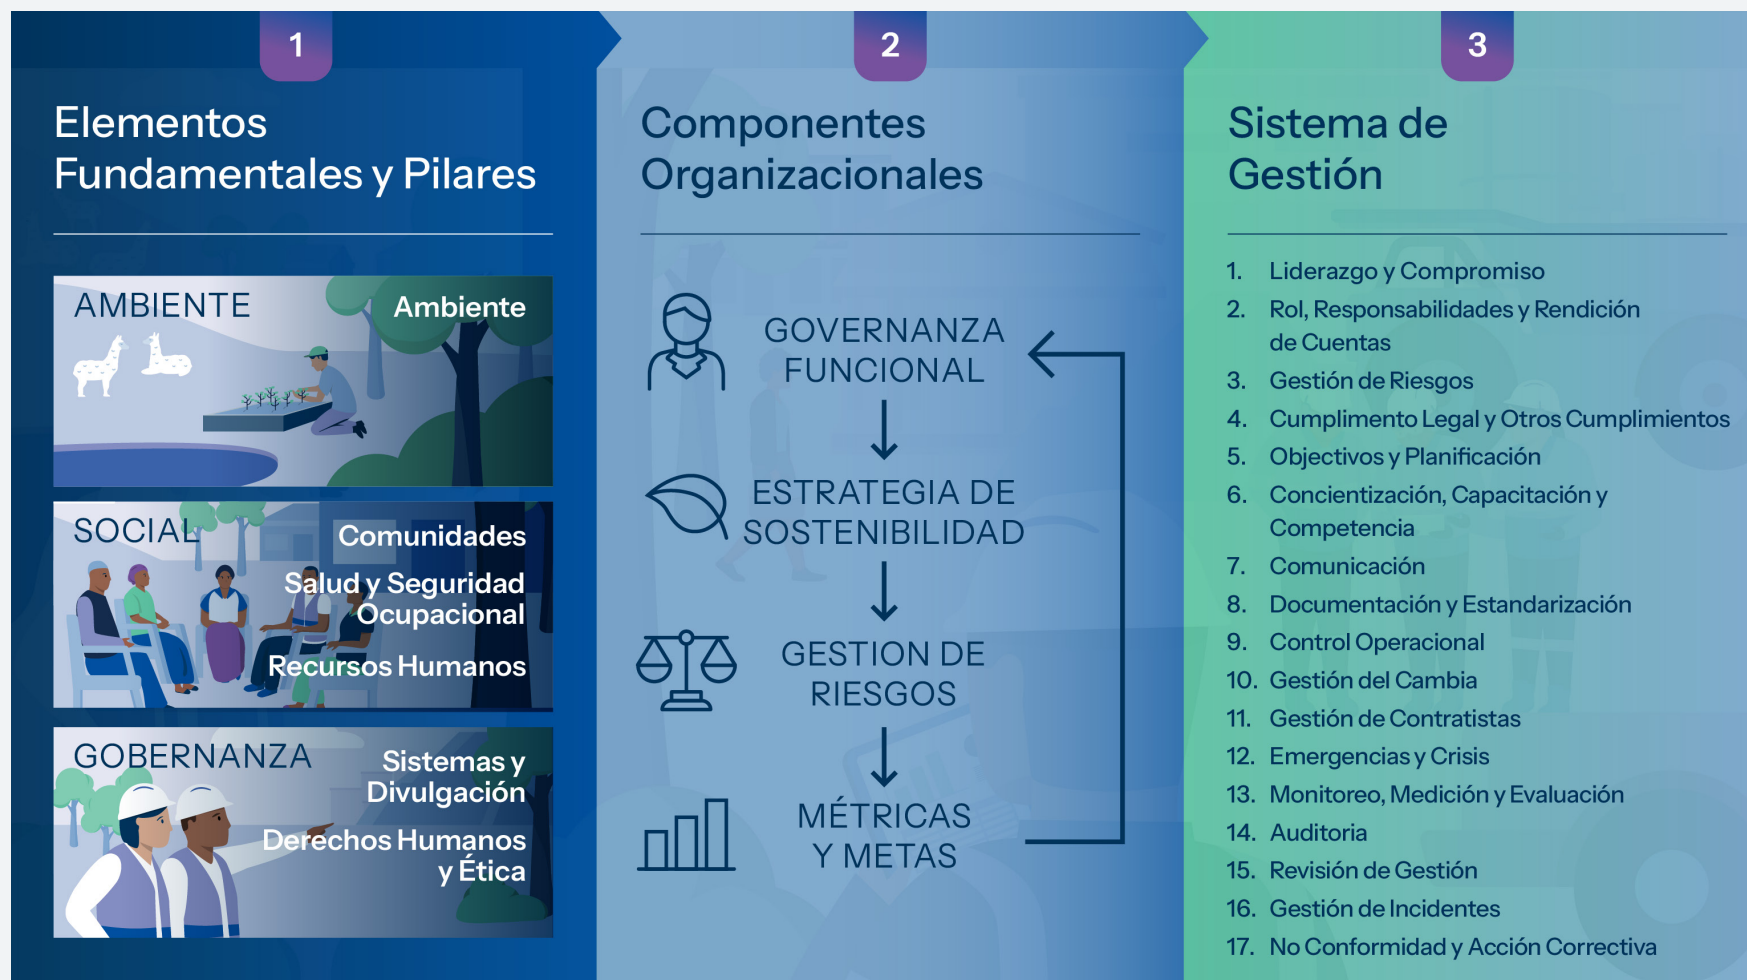 1
Elementos
Fundamentales y Pilares
AMBIENTE
Ambiente
SOCIAL
Comunidades
Salud y Seguridad
Ocupacional
Recursos Humanos
GOBERNANZA
Sistemas y
Divulgación
Derechos Humanos
y Ética
2
Componentes
Organizacionales
GOVERNANZA
FUNCIONAL
ESTRATEGIA DE
SOSTENIBILIDAD
GESTION DE
RIESGOS
MÉTRICAS
Y METAS
3
Sistema de
Gestión
1. Liderazgo y Compromiso
2. Rol, Responsabilidades y Rendición
de Cuentas
3. Gestión de Riesgos
4. Cumplimento Legal y Otros Cumplimientos
5. Objectivos y Planificación
6. Concientización, Capacitación y
Competencia
7. Comunicación
8. Documentación y Estandarización
9. Control Operacional
10. Gestión del Cambia
11. Gestión de Contratistas
12. Emergencias y Crisis
13. Monitoreo, Medición y Evaluación
14. Auditoria
15. Revisión de Gestión
16. Gestión de Incidentes
17. No Conformidad y Acción Correctiva